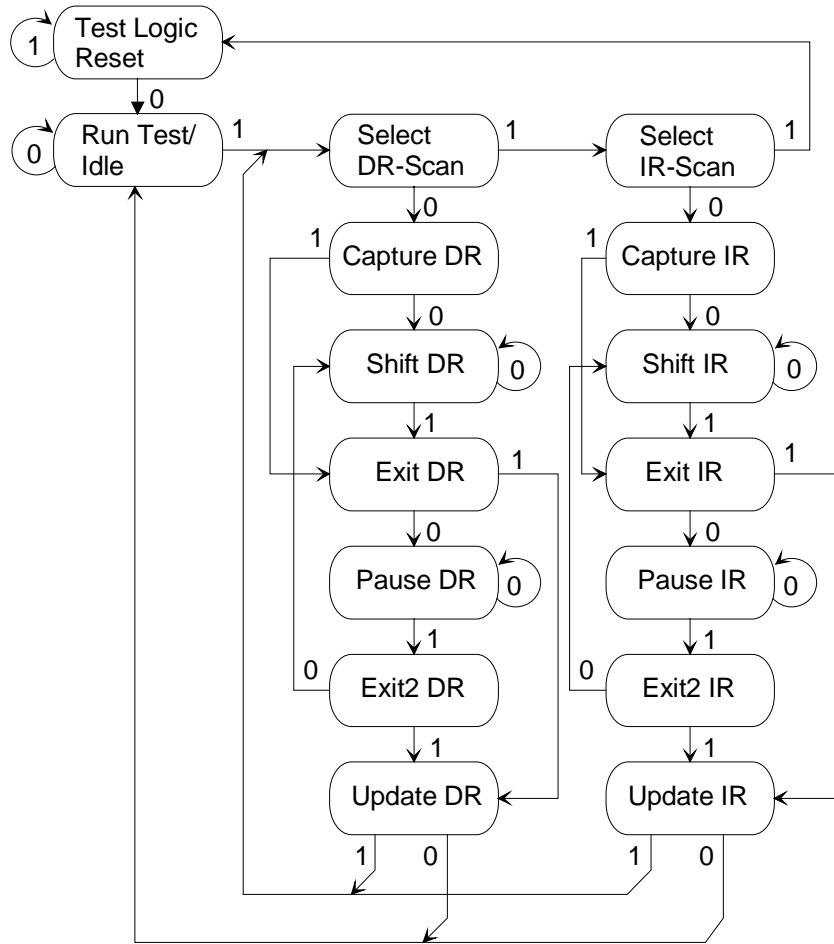 Test Logic
Reset
1
0
Run Test/
Idle
0
1
Select
DR-Scan
1
Select
IR-Scan
1
0
0
1
Capture DR
1
Capture IR
0
0
Shift DR
0
Shift IR
0
1
1
Exit DR
1
Exit IR
1
0
0
Pause DR
0
Pause IR
0
1
1
0
Exit2 DR
0
Exit2 IR
1
1
Update DR
Update IR
1
0
1
0